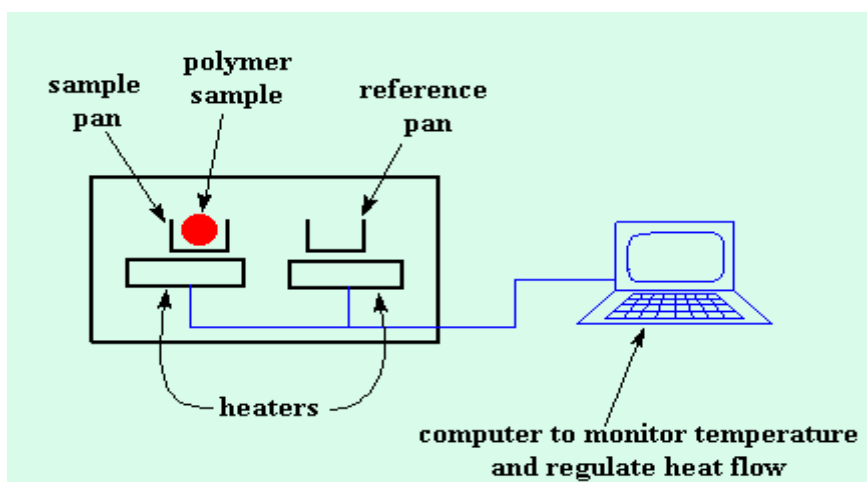 sample
pan
polymer
sample
reference
pan
heaters
computer to monitor temperature
and regulate heat flow